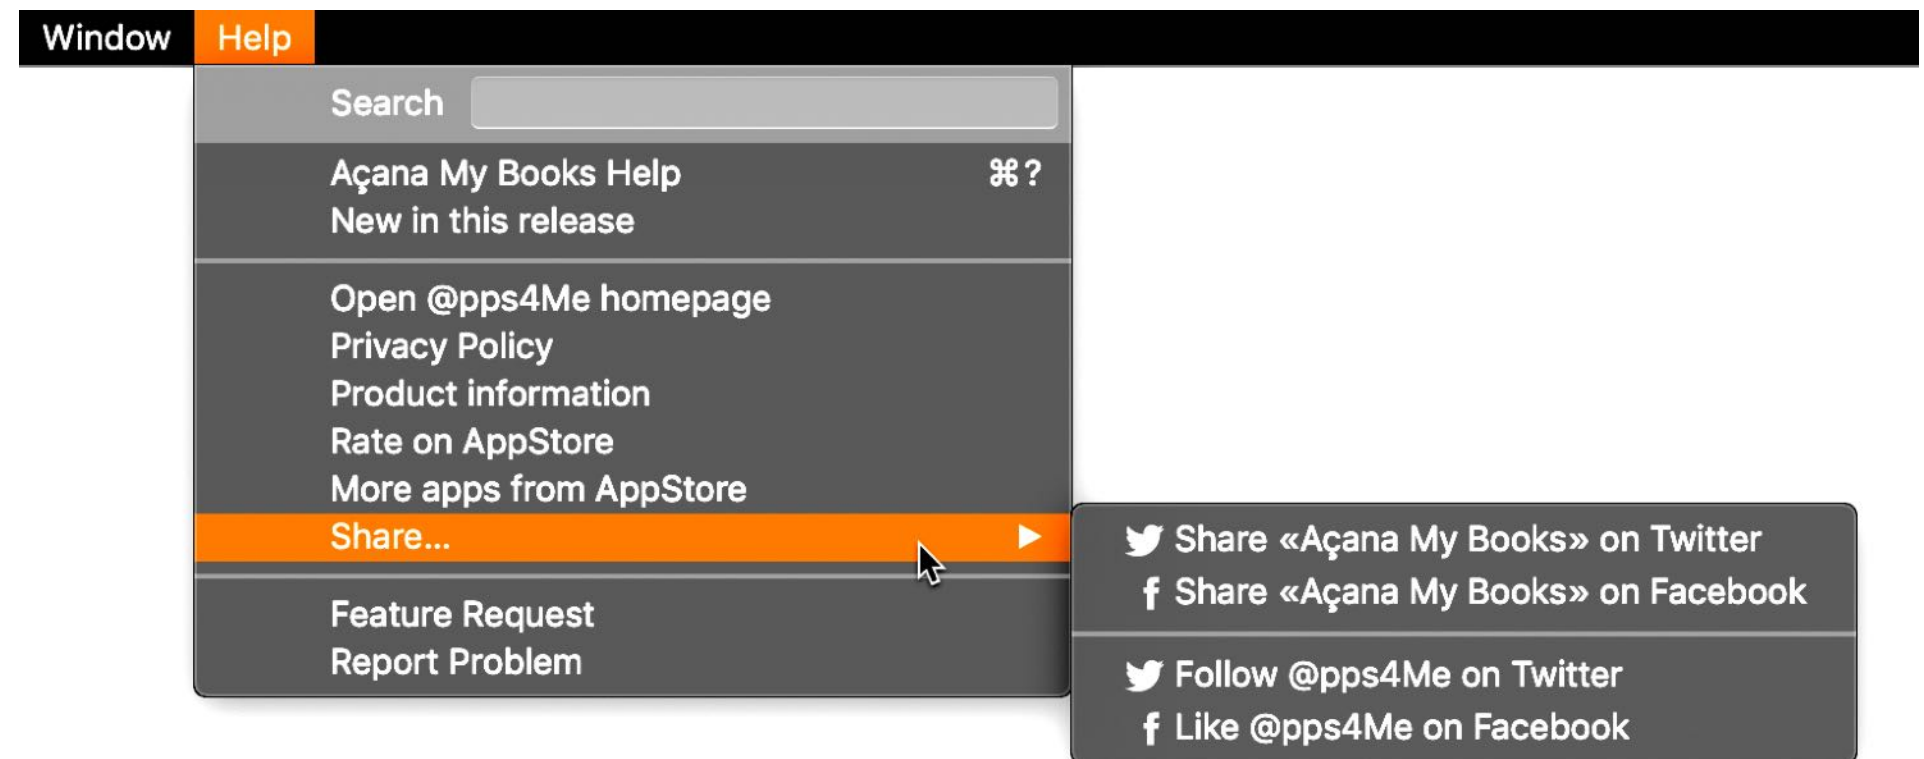 Window Help
Search
Açana My Books Help ⌘?
New in this release
Open @pps4Me homepage
Privacy Policy
Product information
Rate on AppStore
More apps from AppStore
Share...
Feature Request
Report Problem
Share «Açana My Books» on Twitter
Share «Açana My Books» on Facebook
Follow @pps4Me on Twitter
Like @pps4Me on Facebook